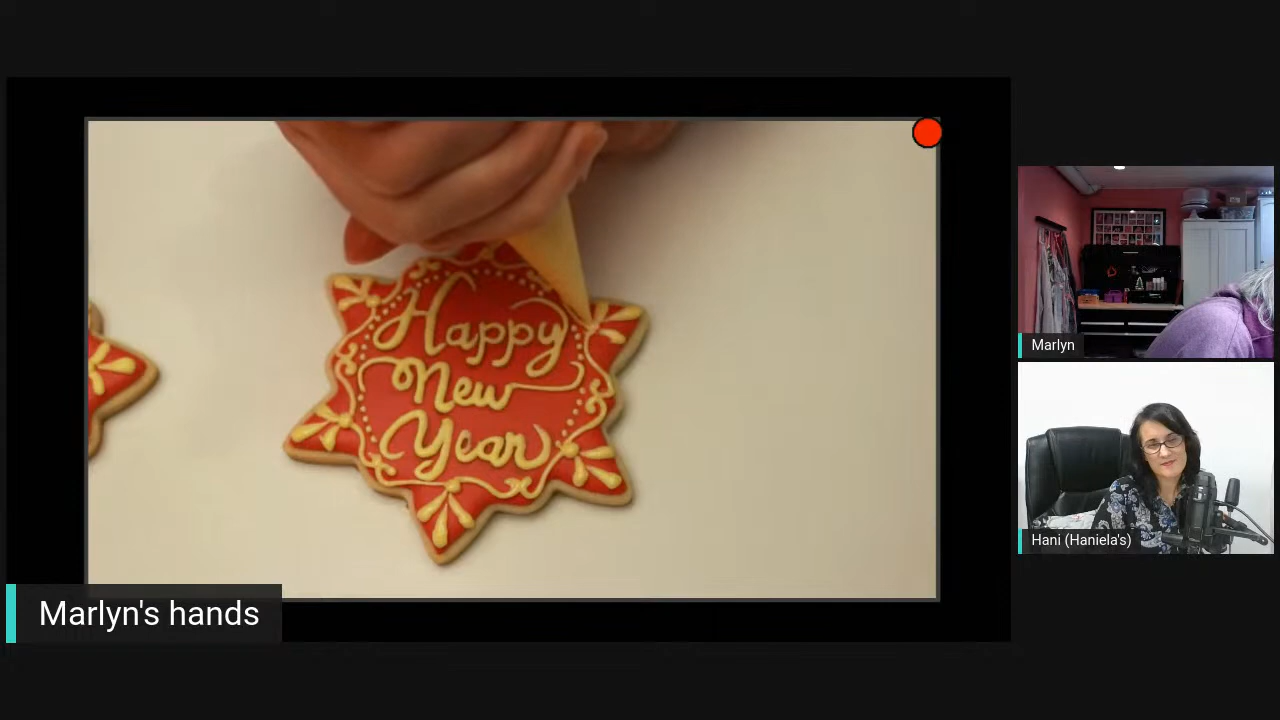 Happy
New
Year
Marlyn's hands
Marlyn
Hani (Haniela's)